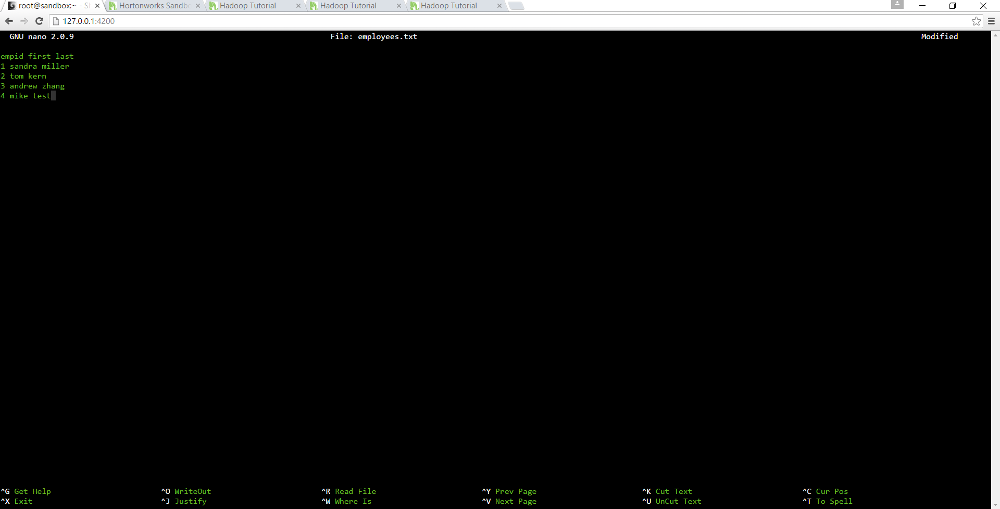 root@sandbox:~ - S
Hortonworks Sandb
Hadoop Tutorial
Hadoop Tutorial
Hadoop Tutorial
127.0.0.1:4200
GNU nano 2.0.9 File: employees.txt Modified
empid first last
1 sandra miller
2 tom kern
3 andrew zhang
4 mike test
^G Get Help ^O WriteOut ^R Read File ^Y Prev Page ^K Cut Text ^C Cur Pos
^X Exit ^J Justify ^W Where Is ^V Next Page ^U UnCut Text ^T To Spell